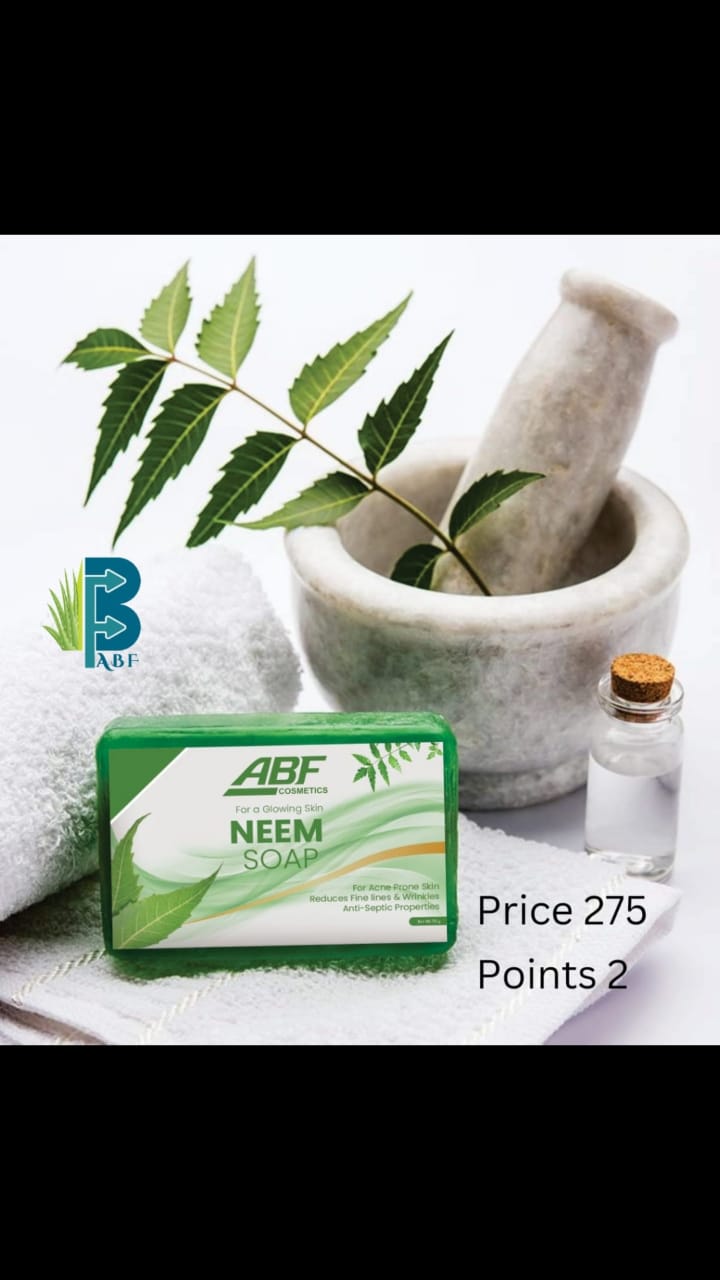 ABF
ABF
COSMETICS
For a Glowing Skin
NEEM
SOAP
For Acne Prone Skin
Reduces Fine lines & Wrinkles
Anti-Septic Properties
Price 275
Points 2